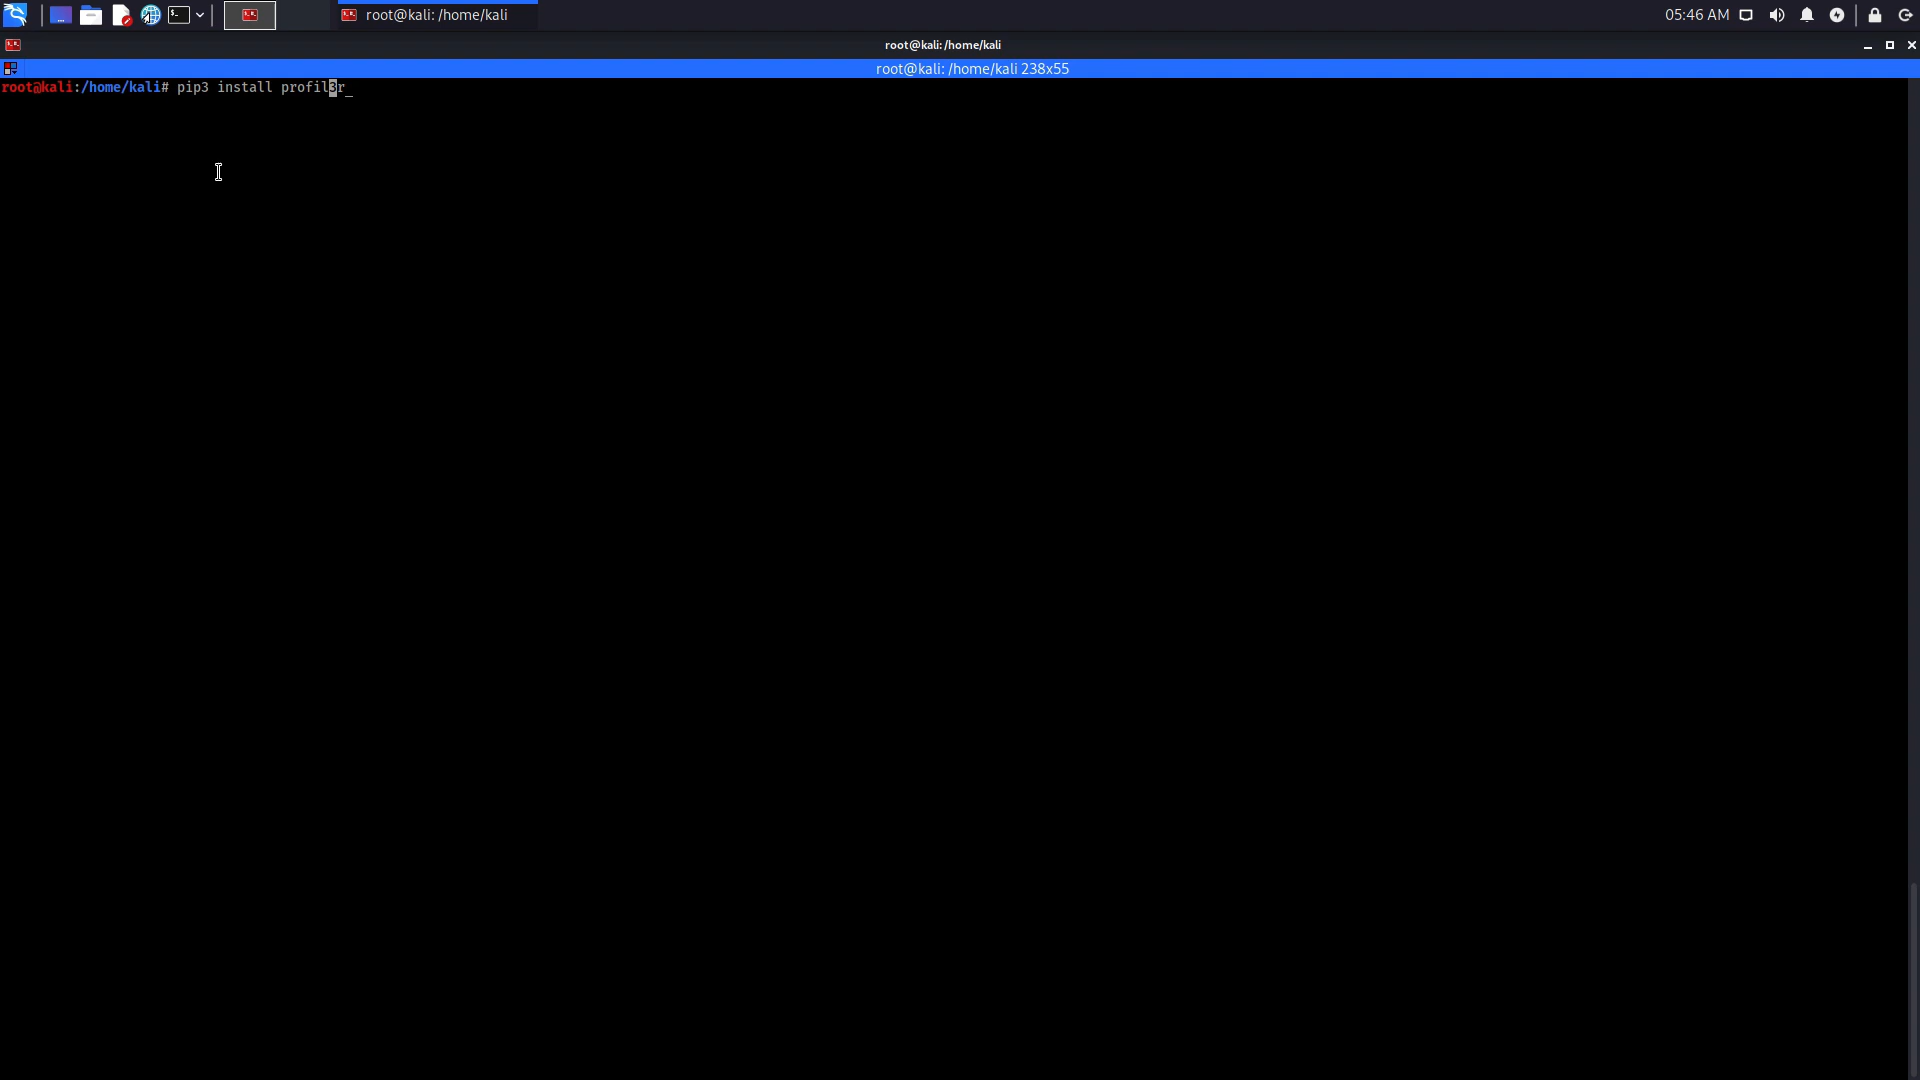 root@kali: /home/kali
05:46 AM
root@kali: /home/kali
root@kali: /home/kali 238x55
root@kali:/home/kali# pip3 install profil3r_